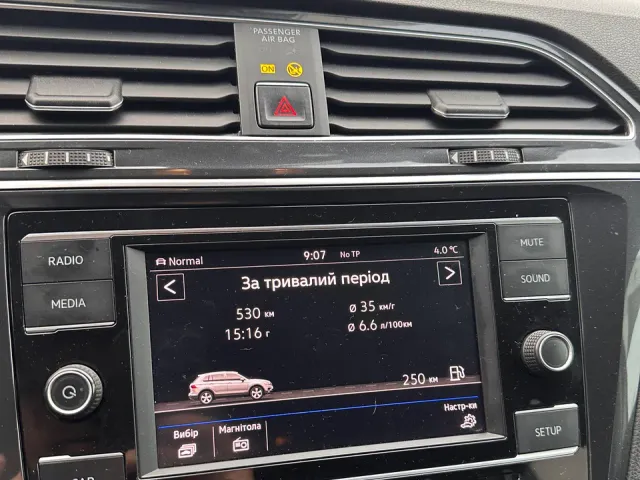 PASSENGER
AIR BAG
ON
RADIO
MEDIA
MUTE
SOUND
SETUP
Normal
9:07
No TP
4.0 °C
<
За тривалий період
>
530 км
ø 35 км/г
15:16 г
ø 6.6 л/100км
250 км
Вибір
Магнітола
Настр-ки